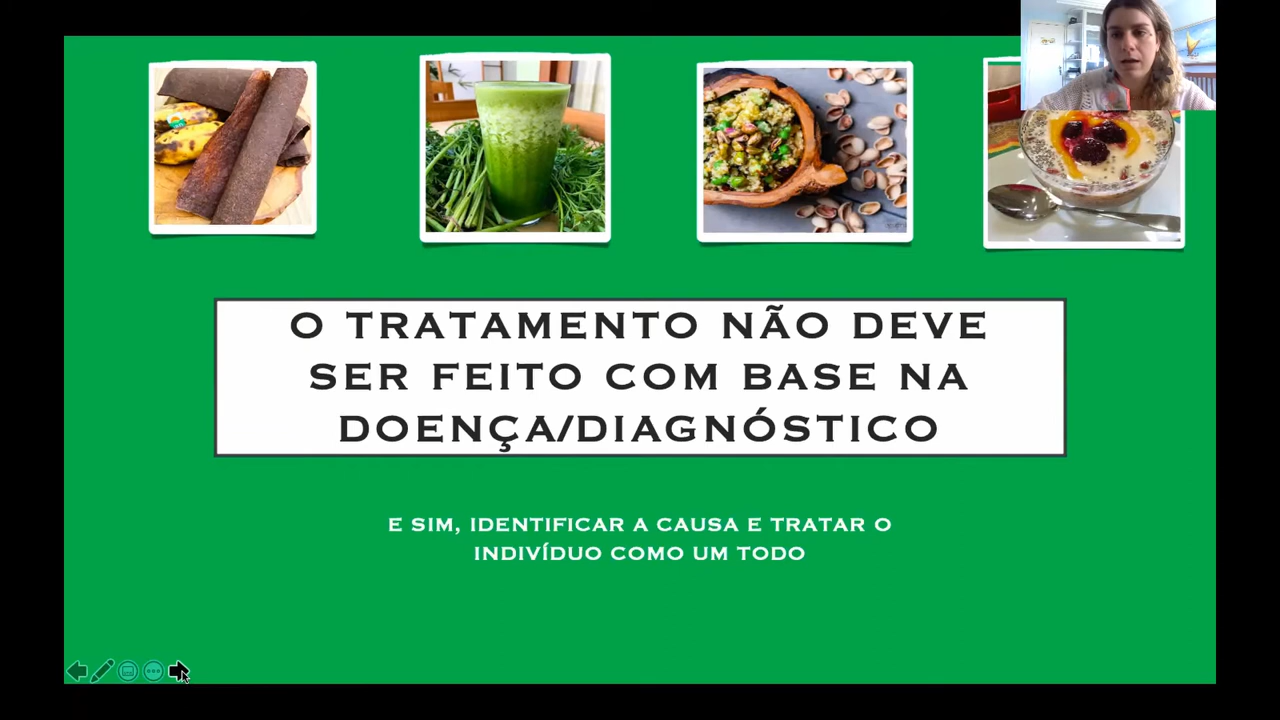 O TRATAMENTO NÃO DEVE
SER FEITO COM BASE NA
DOENÇA/DIAGNÓSTICO
E SIM, IDENTIFICAR A CAUSA E TRATAR O
INDIVÍDUO COMO UM TODO